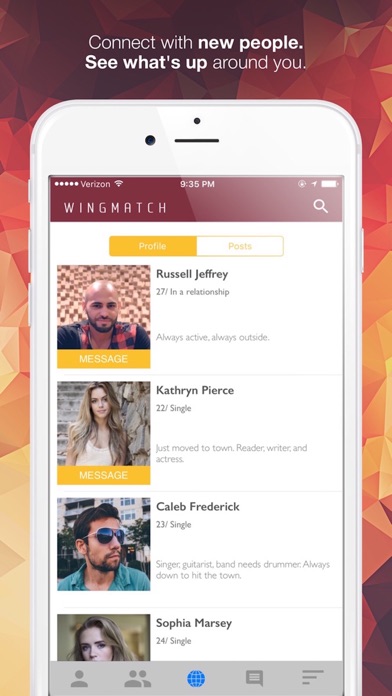 Connect with new people.
See what's up around you.
Verizon 9:35 PM
WINGMATCH
Profile Posts
Russell Jeffrey
27/ In a relationship
Always active, always outside.
MESSAGE
Kathryn Pierce
22/ Single
Just moved to town. Reader, writer, and
actress.
MESSAGE
Caleb Frederick
23/ Single
Singer, guitarist, band needs drummer. Always
down to hit the town.
Sophia Marsey
24/ Single